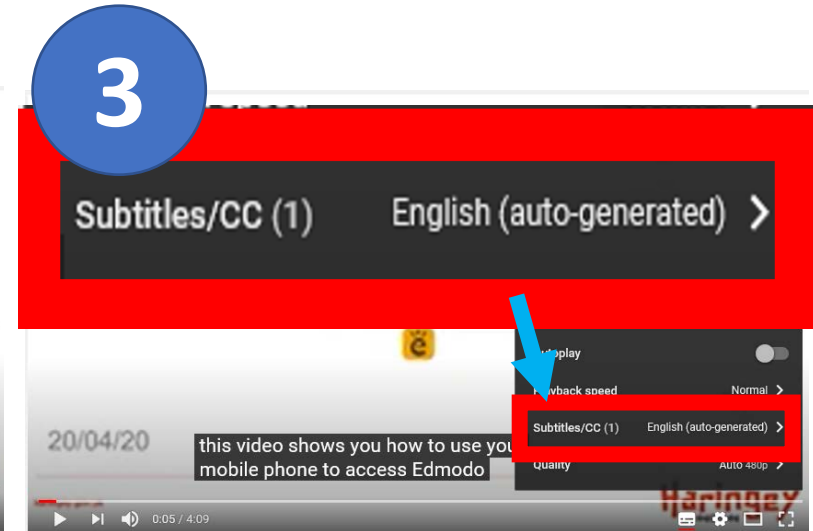 3
Subtitles/CC (1) English (auto-generated)
Playback speed Normal
Subtitles/CC (1) English (auto-generated)
Quality Auto 480p
20/04/20
this video shows you how to use
mobile phone to access Edmodo
Haringey
0:05 / 4:09